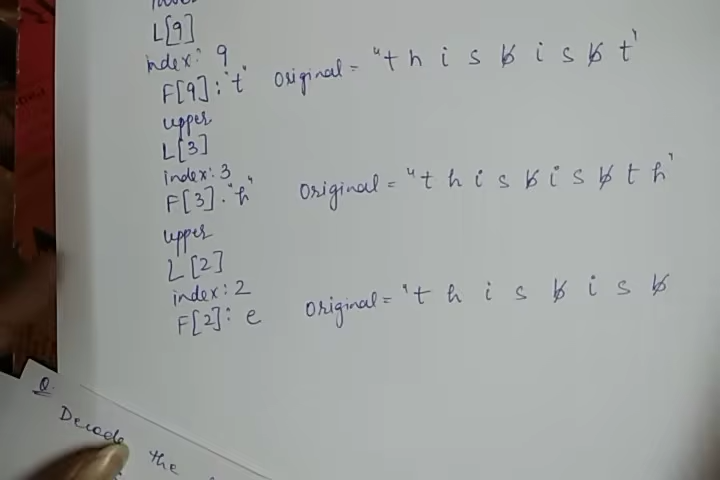 L[9]
index: 9
F[9]: "t" Original = "t h i s b̸ i s b̸ t"
upper
L[3]
index: 3
F[3]: "h" Original = "t h i s b̸ i s b̸ t h"
upper
L[2]
index: 2
F[2]: e Original = "t h i s b̸ i s b̸
Q.
Decode the